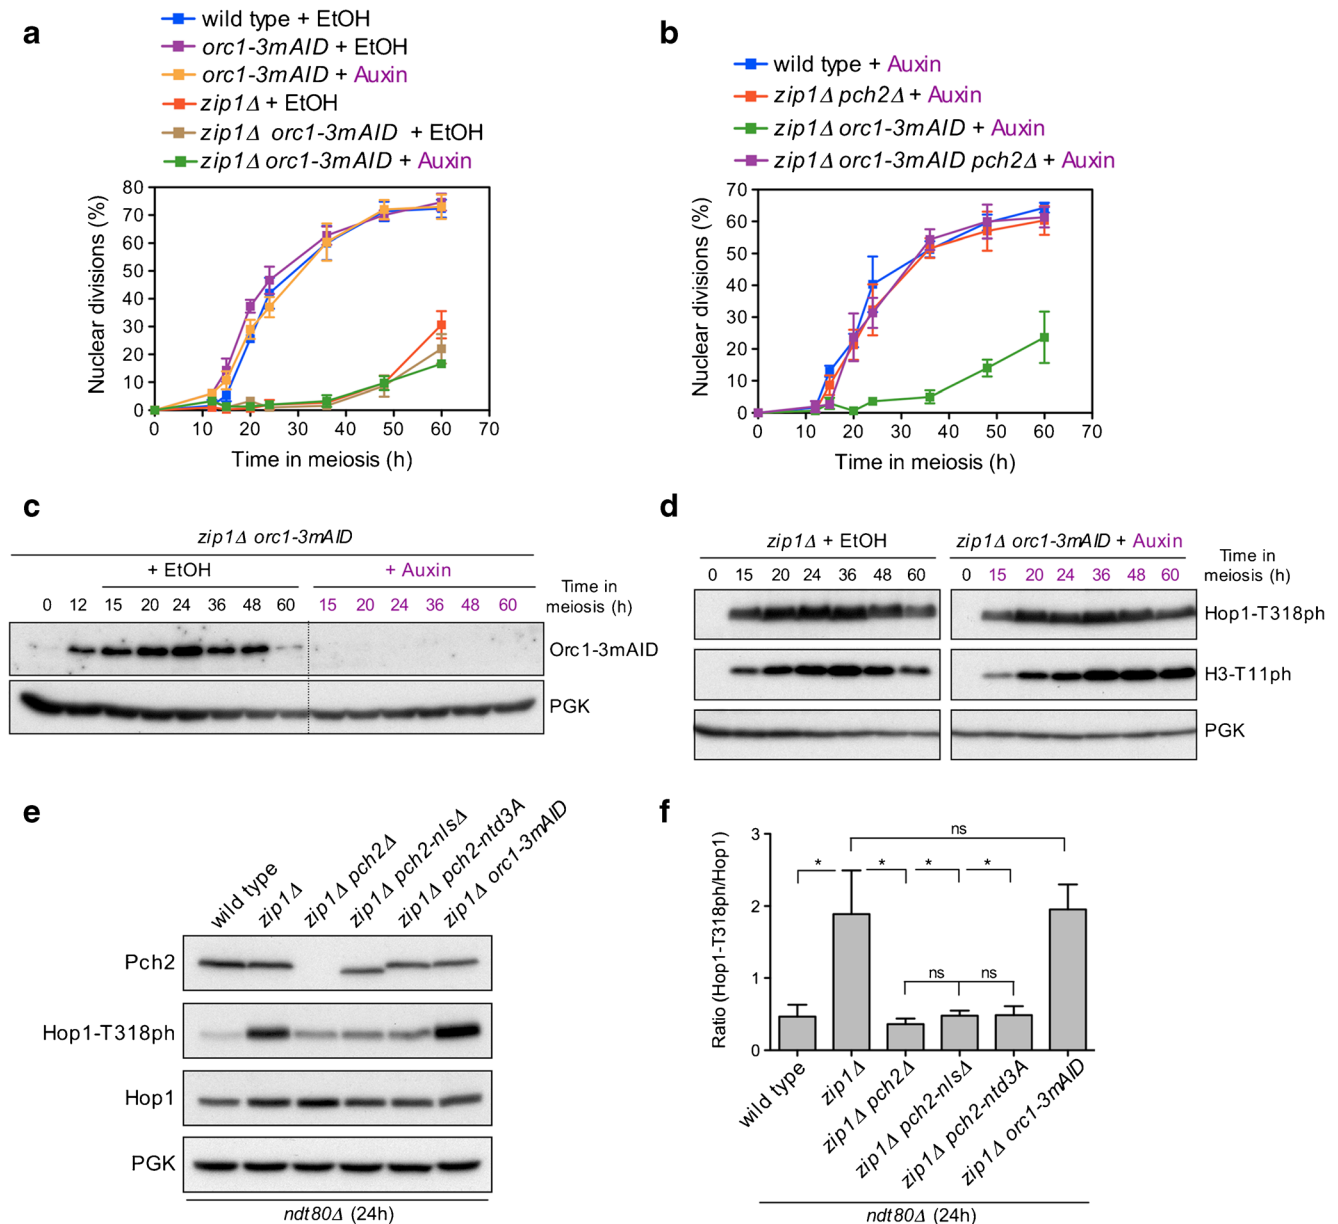 a
wild type + EtOH
orc1-3mAID + EtOH
orc1-3mAID + Auxin
zip1Δ + EtOH
zip1Δ orc1-3mAID + EtOH
zip1Δ orc1-3mAID + Auxin
Nuclear divisions (%)
80
70
60
50
40
30
20
10
0
0 10 20 30 40 50 60 70
Time in meiosis (h)
b
wild type + Auxin
zip1Δ pch2Δ + Auxin
zip1Δ orc1-3mAID + Auxin
zip1Δ orc1-3mAID pch2Δ + Auxin
Nuclear divisions (%)
70
60
50
40
30
20
10
0
0 10 20 30 40 50 60 70
Time in meiosis (h)
c
zip1Δ orc1-3mAID
+ EtOH + Auxin
0 12 15 20 24 36 48 60 15 20 24 36 48 60
Time in
meiosis (h)
Orc1-3mAID
PGK
d
zip1Δ + EtOH zip1Δ orc1-3mAID + Auxin
0 15 20 24 36 48 60 0 15 20 24 36 48 60
Time in
meiosis (h)
Hop1-T318ph
H3-T11ph
PGK
e
wild type
zip1Δ
zip1Δ pch2Δ
zip1Δ pch2-nlsΔ
zip1Δ pch2-ntd3A
zip1Δ orc1-3mAID
Pch2
Hop1-T318ph
Hop1
PGK
ndt80Δ (24h)
f
Ratio (Hop1-T318ph/Hop1)
3
2
1
0
ns
* * * *
ns ns
wild type
zip1Δ
zip1Δ pch2Δ
zip1Δ pch2-nlsΔ
zip1Δ pch2-ntd3A
zip1Δ orc1-3mAID
ndt80Δ (24h)